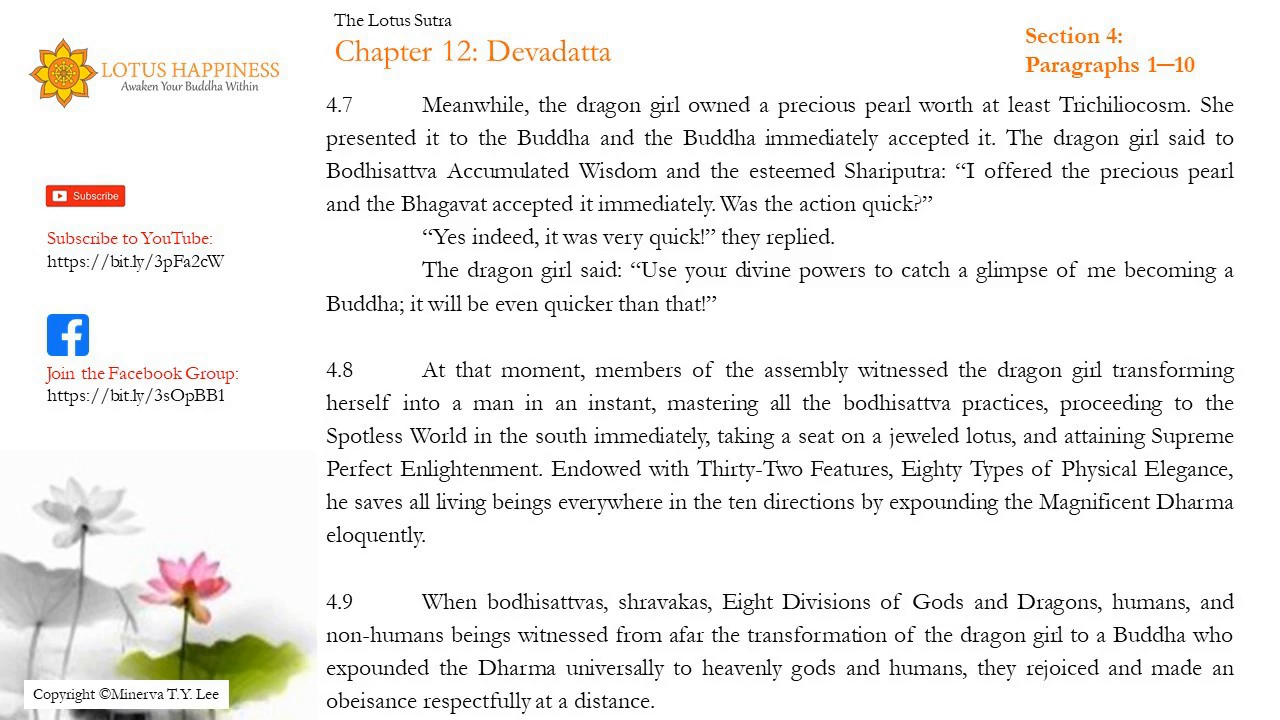 The Lotus Sutra
Chapter 12: Devadatta
Section 4:
Paragraphs 1—10
LOTUS HAPPINESS
Awaken Your Buddha Within
Subscribe
Subscribe to YouTube:
https://bit.ly/3pFa2cW
Join the Facebook Group:
https://bit.ly/3sOpBB1
4.7 Meanwhile, the dragon girl owned a precious pearl worth at least Trichiliocosm. She
presented it to the Buddha and the Buddha immediately accepted it. The dragon girl said to
Bodhisattva Accumulated Wisdom and the esteemed Shariputra: “I offered the precious pearl
and the Bhagavat accepted it immediately. Was the action quick?”
“Yes indeed, it was very quick!” they replied.
The dragon girl said: “Use your divine powers to catch a glimpse of me becoming a
Buddha; it will be even quicker than that!”
4.8 At that moment, members of the assembly witnessed the dragon girl transforming
herself into a man in an instant, mastering all the bodhisattva practices, proceeding to the
Spotless World in the south immediately, taking a seat on a jeweled lotus, and attaining Supreme
Perfect Enlightenment. Endowed with Thirty-Two Features, Eighty Types of Physical Elegance,
he saves all living beings everywhere in the ten directions by expounding the Magnificent Dharma
eloquently.
4.9 When bodhisattvas, shravakas, Eight Divisions of Gods and Dragons, humans, and
non-humans beings witnessed from afar the transformation of the dragon girl to a Buddha who
expounded the Dharma universally to heavenly gods and humans, they rejoiced and made an
obeisance respectfully at a distance.
Copyright ©Minerva T.Y. Lee